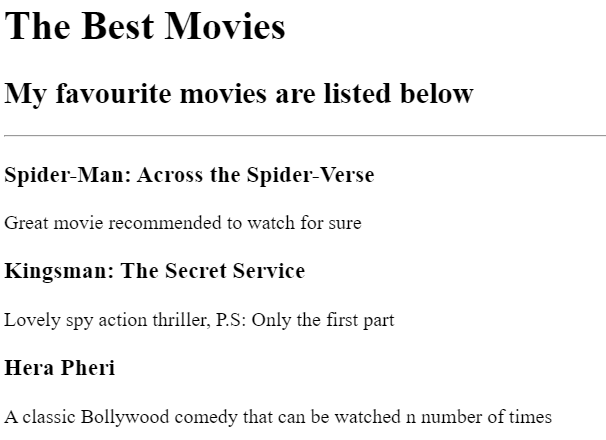 The Best Movies
My favourite movies are listed below
Spider-Man: Across the Spider-Verse
Great movie recommended to watch for sure
Kingsman: The Secret Service
Lovely spy action thriller, P.S: Only the first part
Hera Pheri
A classic Bollywood comedy that can be watched n number of times